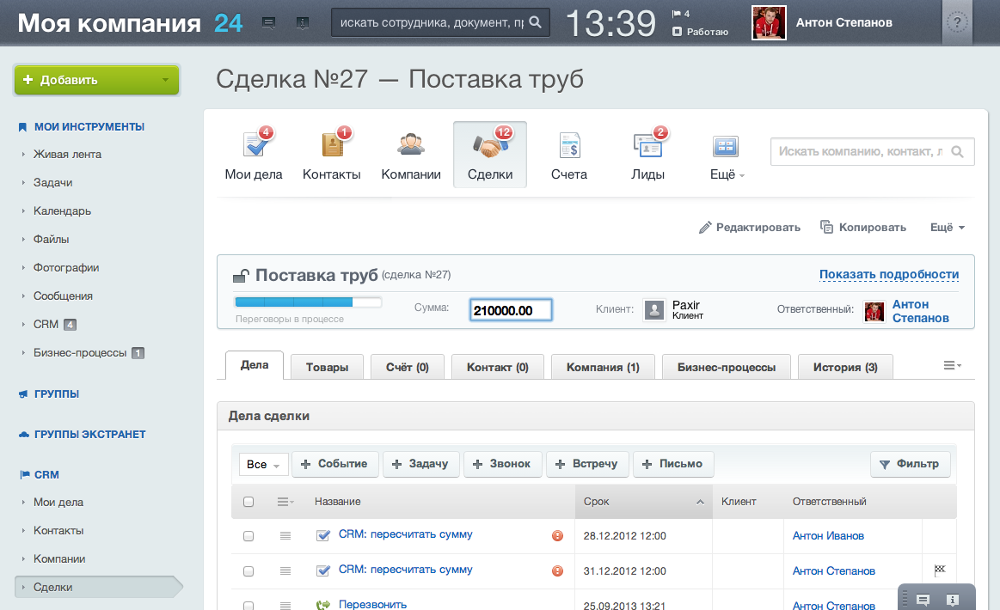 Моя компания 24
искать сотрудника, документ, п
13:39
4
Работаю
Антон Степанов
?
Добавить
Сделка №27 — Поставка труб
МОИ ИНСТРУМЕНТЫ
Живая лента
Задачи
Календарь
Файлы
Фотографии
Сообщения
CRM 4
Бизнес-процессы 1
ГРУППЫ
ГРУППЫ ЭКСТРАНЕТ
CRM
Мои дела
Контакты
Компании
Сделки
4
1
12
2
Мои дела
Контакты
Компании
Сделки
Счета
Лиды
Ещё
Искать компанию, контакт, л
Редактировать
Копировать
Ещё
Поставка труб (сделка №27)
Показать подробности
Переговоры в процессе
Сумма:
210000.00
Клиент:
Paxir
Клиент
Ответственный:
Антон
Степанов
Дела
Товары
Счёт (0)
Контакт (0)
Компания (1)
Бизнес-процессы
История (3)
Дела сделки
Все
Событие
Задачу
Звонок
Встречу
Письмо
Фильтр
Название
Срок
Клиент
Ответственный
CRM: пересчитать сумму
28.12.2012 12:00
Антон Иванов
CRM: пересчитать сумму
31.12.2012 12:00
Антон Степанов
Перезвонить
25.09.2013 13:21
Антон Степанов